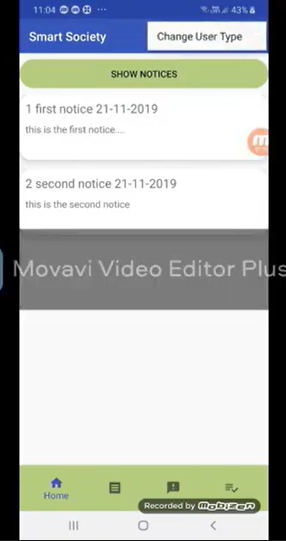 11:04 43%
Smart Society
Change User Type
SHOW NOTICES
1 first notice 21-11-2019
this is the first notice....
2 second notice 21-11-2019
this is the second notice
Movavi Video Editor Plus
Home
Recorded by mobizen